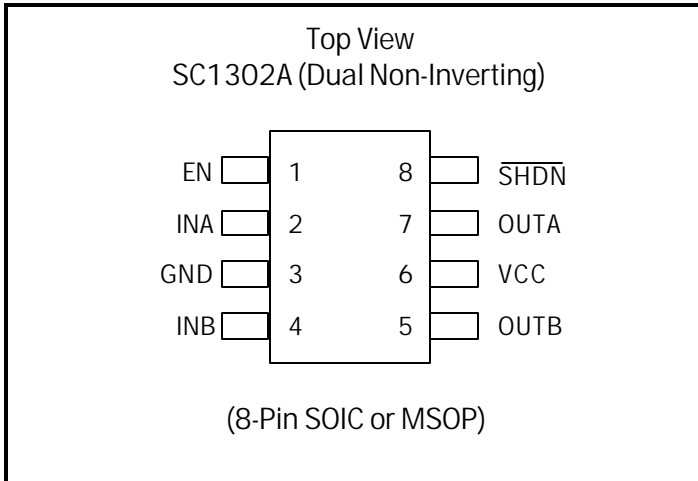 Top View
SC1302A (Dual Non-Inverting)
EN 1 8 SHDN
INA 2 7 OUTA
GND 3 6 VCC
INB 4 5 OUTB
(8-Pin SOIC or MSOP)